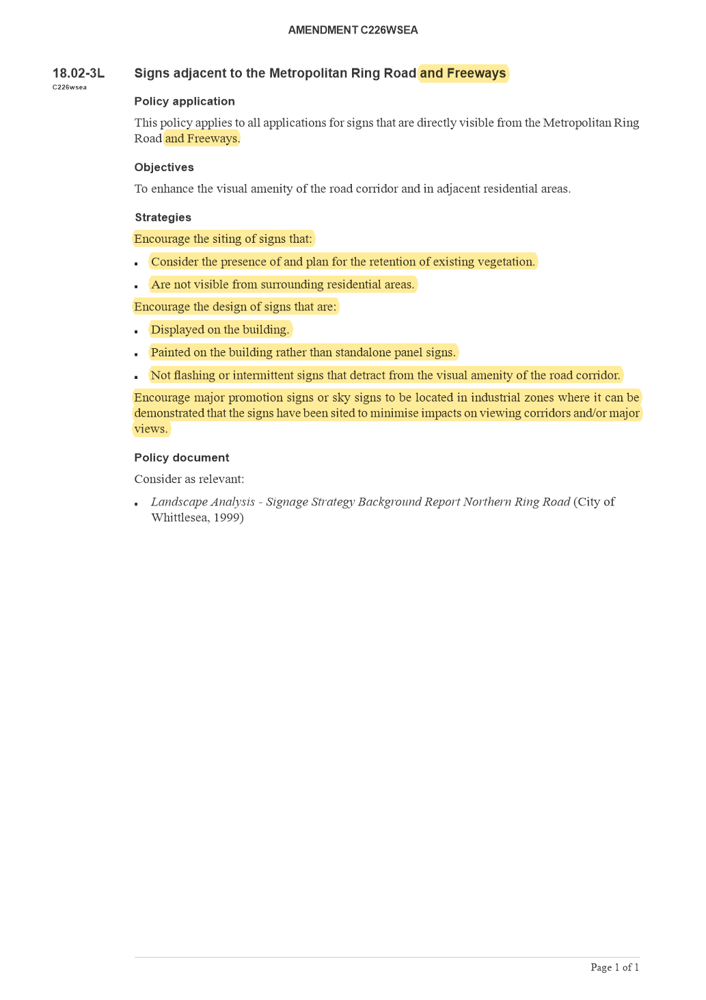 AMENDMENT C226WSEA
18.02-3L Signs adjacent to the Metropolitan Ring Road and Freeways
C226wsea
Policy application
This policy applies to all applications for signs that are directly visible from the Metropolitan Ring
Road and Freeways.
Objectives
To enhance the visual amenity of the road corridor and in adjacent residential areas.
Strategies
Encourage the siting of signs that:
▪ Consider the presence of and plan for the retention of existing vegetation.
▪ Are not visible from surrounding residential areas.
Encourage the design of signs that are:
▪ Displayed on the building.
▪ Painted on the building rather than standalone panel signs.
▪ Not flashing or intermittent signs that detract from the visual amenity of the road corridor.
Encourage major promotion signs or sky signs to be located in industrial zones where it can be
demonstrated that the signs have been sited to minimise impacts on viewing corridors and/or major
views.
Policy document
Consider as relevant:
▪ Landscape Analysis - Signage Strategy Background Report Northern Ring Road (City of
Whittlesea, 1999)
Page 1 of 1